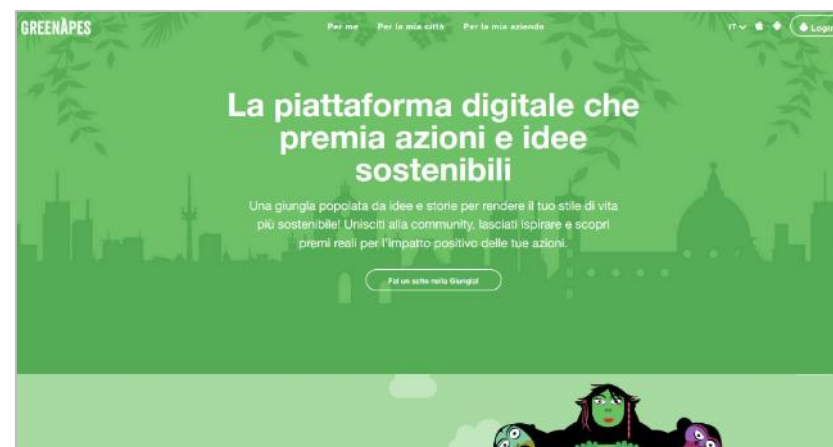 GREENÀPES
Per me Per la mia città Per la mia azienda
IT
Login
La piattaforma digitale che
premia azioni e idee
sostenibili
Una giungla popolata da idee e storie per rendere il tuo stile di vita
più sostenibile! Unisciti alla community, lasciati ispirare e scopri
premi reali per l'impatto positivo delle tue azioni.
Fai un salto nella Giungla!